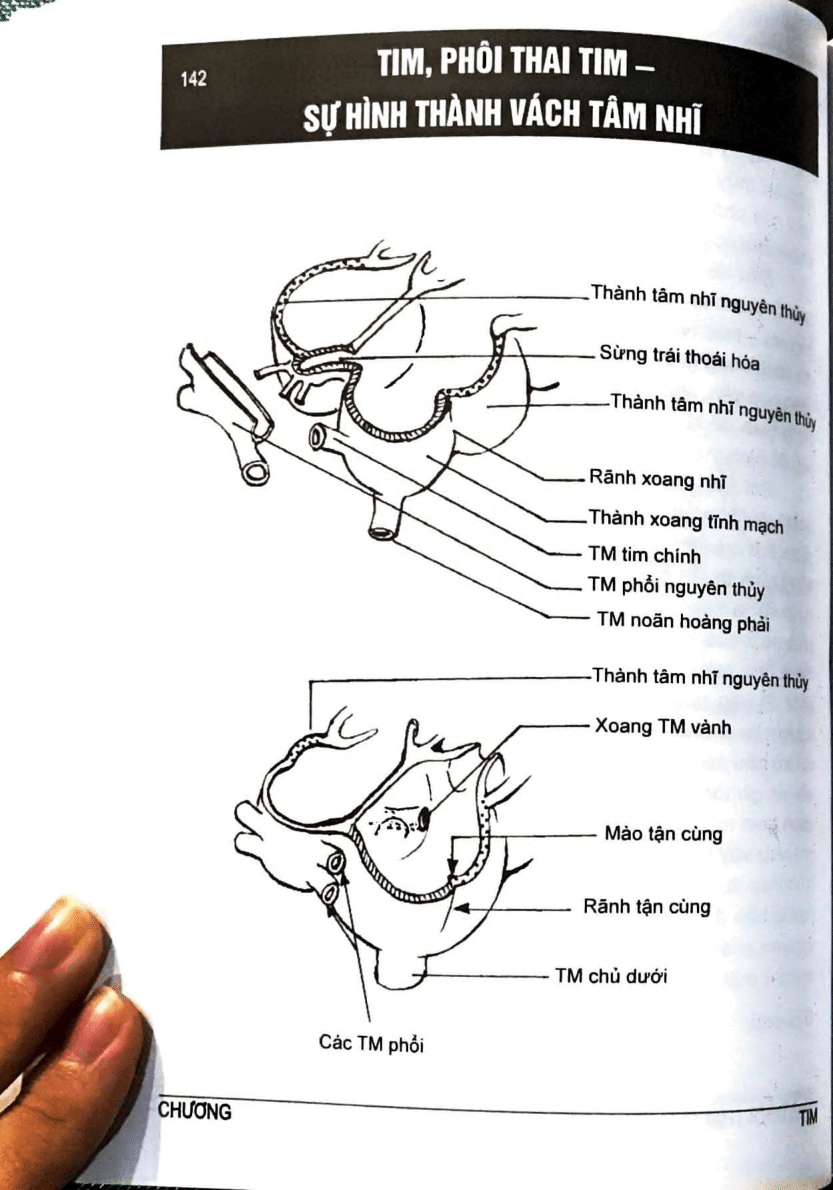 142
TIM, PHÔI THAI TIM –
SỰ HÌNH THÀNH VÁCH TÂM NHĨ
Thành tâm nhĩ nguyên thủy
Sừng trái thoái hóa
Thành tâm nhĩ nguyên thủy
Rãnh xoang nhĩ
Thành xoang tĩnh mạch
TM tim chính
TM phổi nguyên thủy
TM noãn hoàng phải
Thành tâm nhĩ nguyên thủy
Xoang TM vành
Mào tận cùng
Rãnh tận cùng
TM chủ dưới
Các TM phổi
CHƯƠNG
TIM